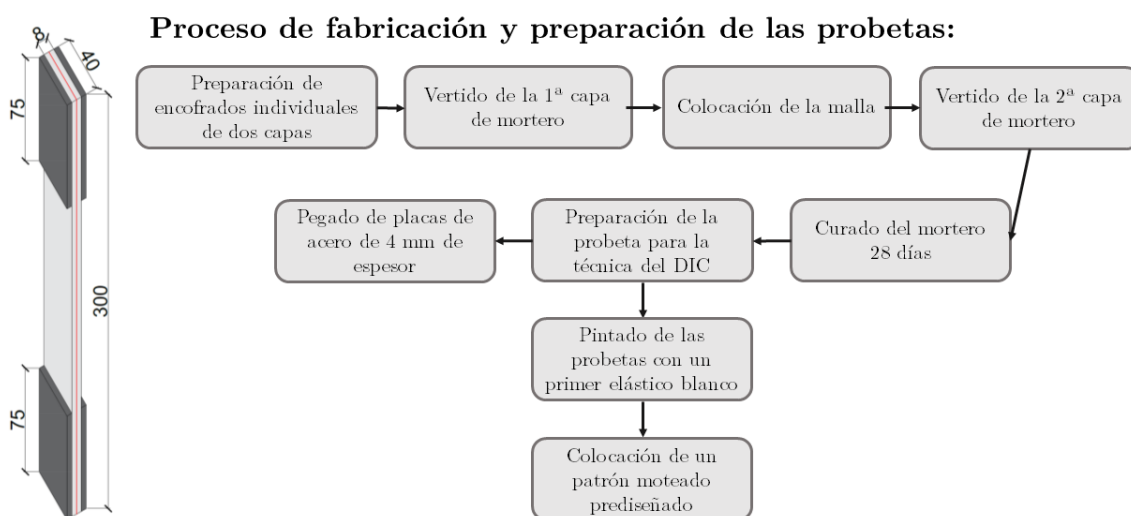 Proceso de fabricación y preparación de las probetas:
8
40
75
300
75
Preparación de
encofrados individuales
de dos capas
Vertido de la 1ª capa
de mortero
Colocación de la malla
Vertido de la 2ª capa
de mortero
Curado del mortero
28 días
Preparación de la
probeta para la
técnica del DIC
Pegado de placas de
acero de 4 mm de
espesor
Pintado de las
probetas con un
primer elástico blanco
Colocación de un
patrón moteado
prediseñado